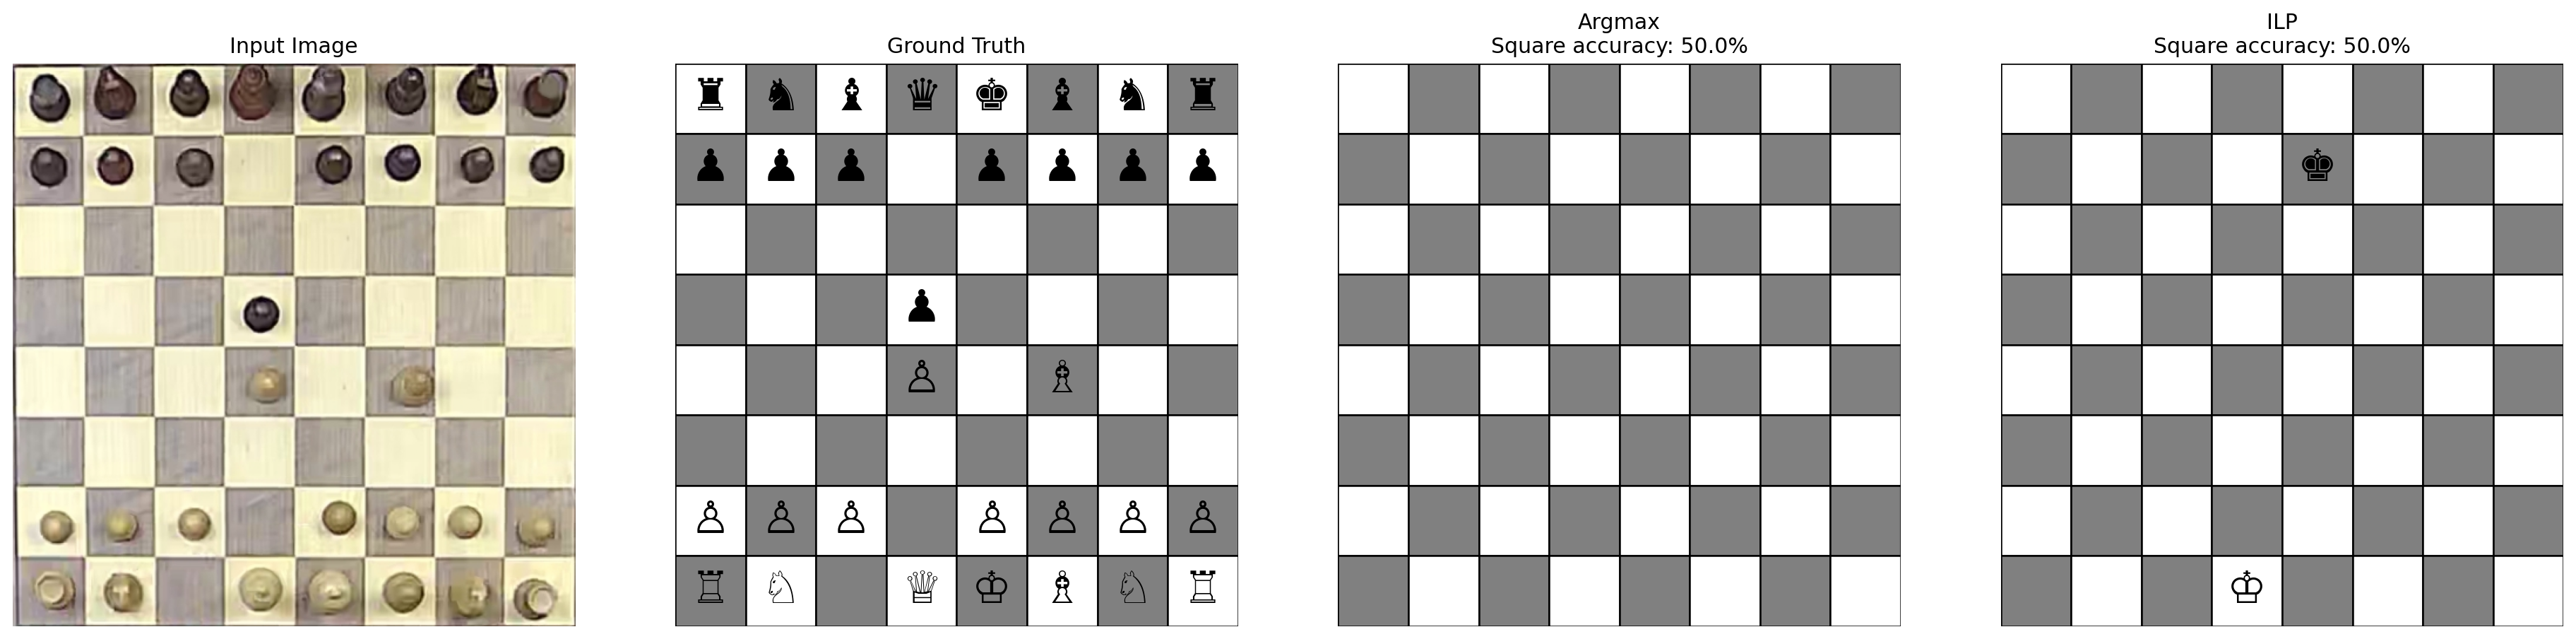 Input Image
Ground Truth
Argmax
Square accuracy: 50.0%
ILP
Square accuracy: 50.0%